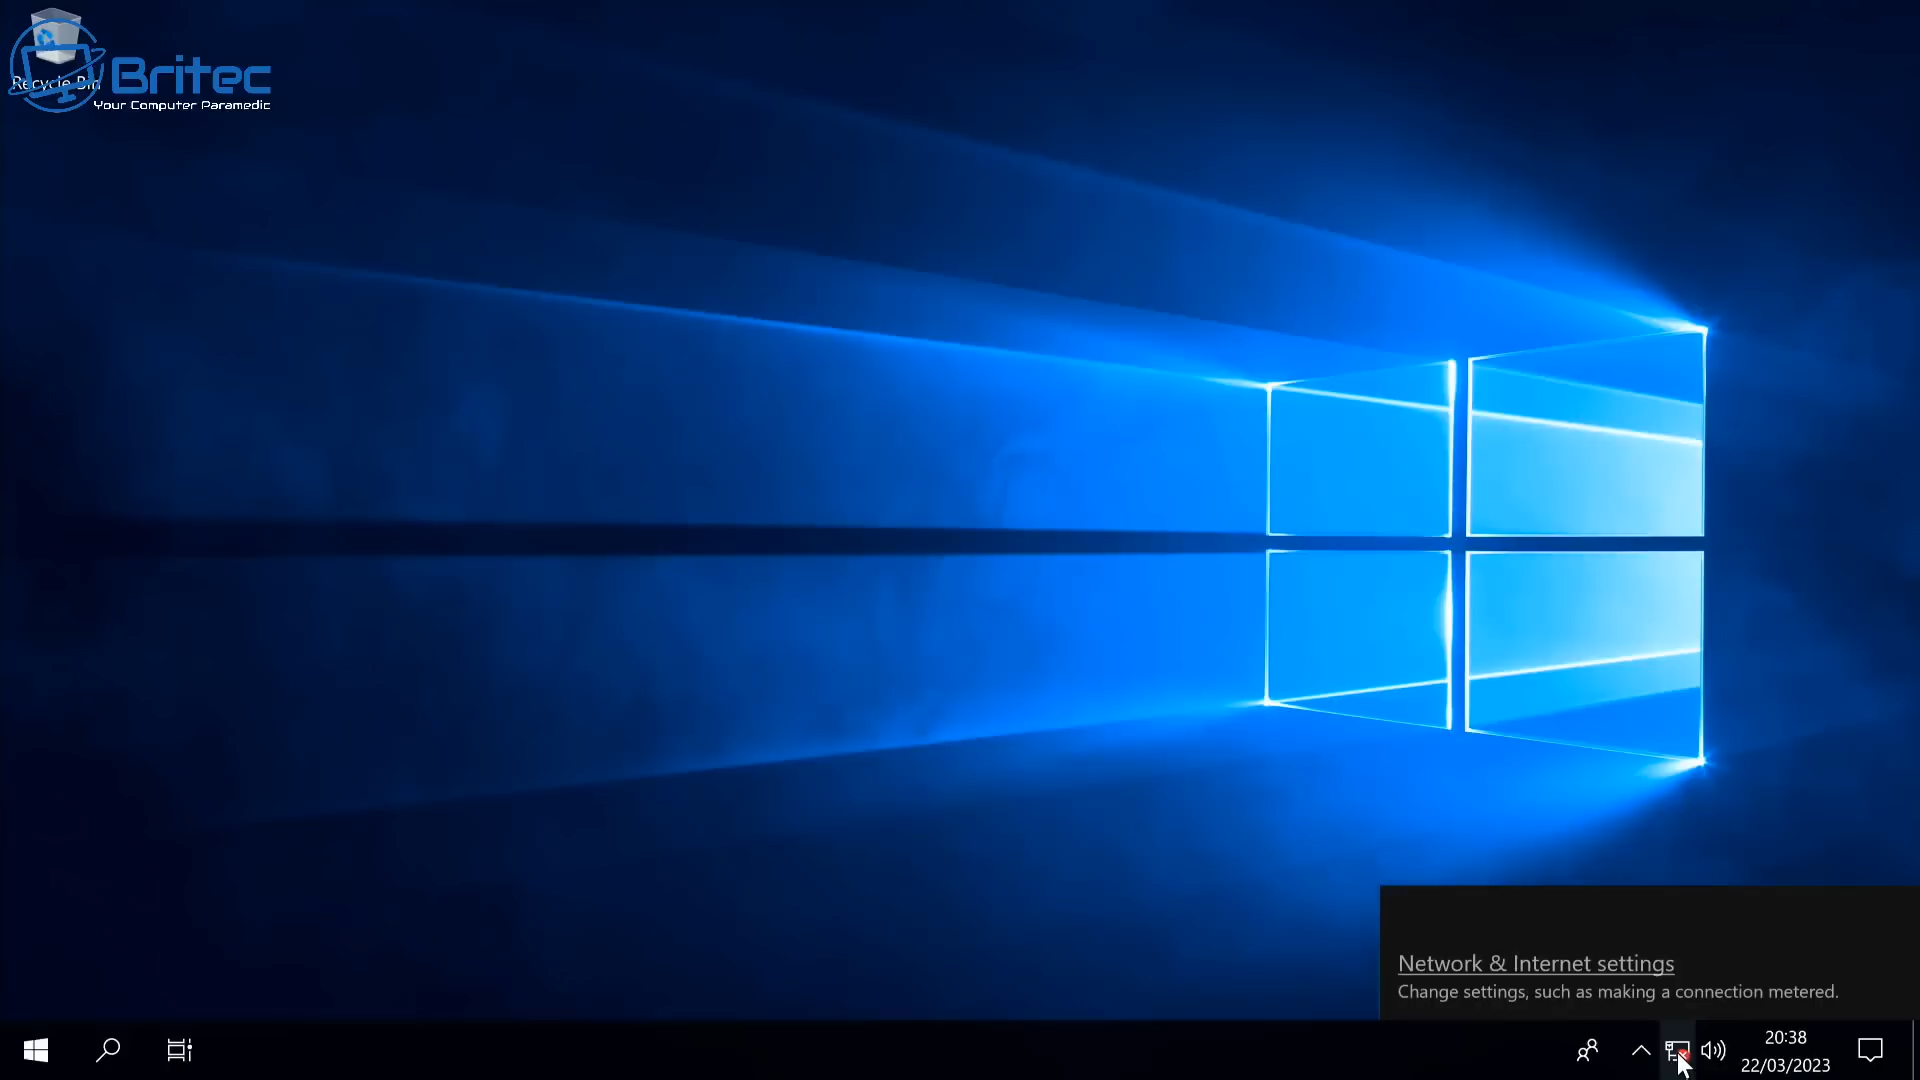 Recycle Bin
Britec
Your Computer Paramedic
Network & Internet settings
Change settings, such as making a connection metered.
20:38
22/03/2023